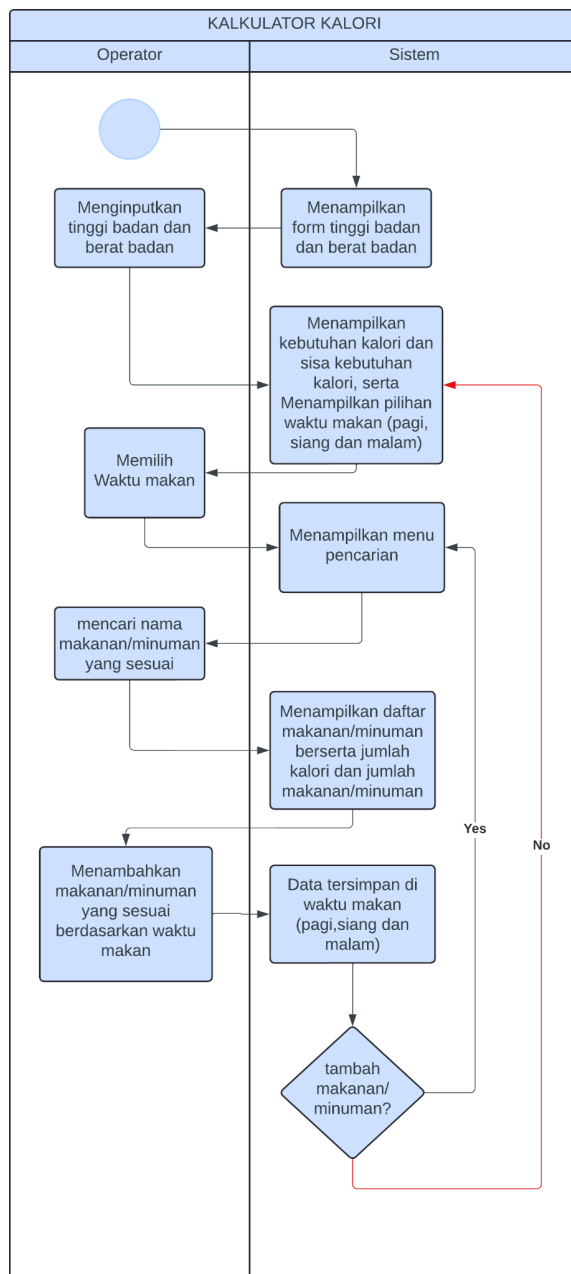 KALKULATOR KALORI
Operator
Sistem
Menginputkan
tinggi badan dan
berat badan
Menampilkan
form tinggi badan
dan berat badan
Menampilkan
kebutuhan kalori dan
sisa kebutuhan
kalori, serta
Menampilkan pilihan
waktu makan (pagi,
siang dan malam)
Memilih
Waktu makan
Menampilkan menu
pencarian
mencari nama
makanan/minuman
yang sesuai
Menampilkan daftar
makanan/minuman
berserta jumlah
kalori dan jumlah
makanan/minuman
Yes
No
Menambahkan
makanan/minuman
yang sesuai
berdasarkan waktu
makan
Data tersimpan di
waktu makan
(pagi,siang dan
malam)
tambah
makanan/
minuman?